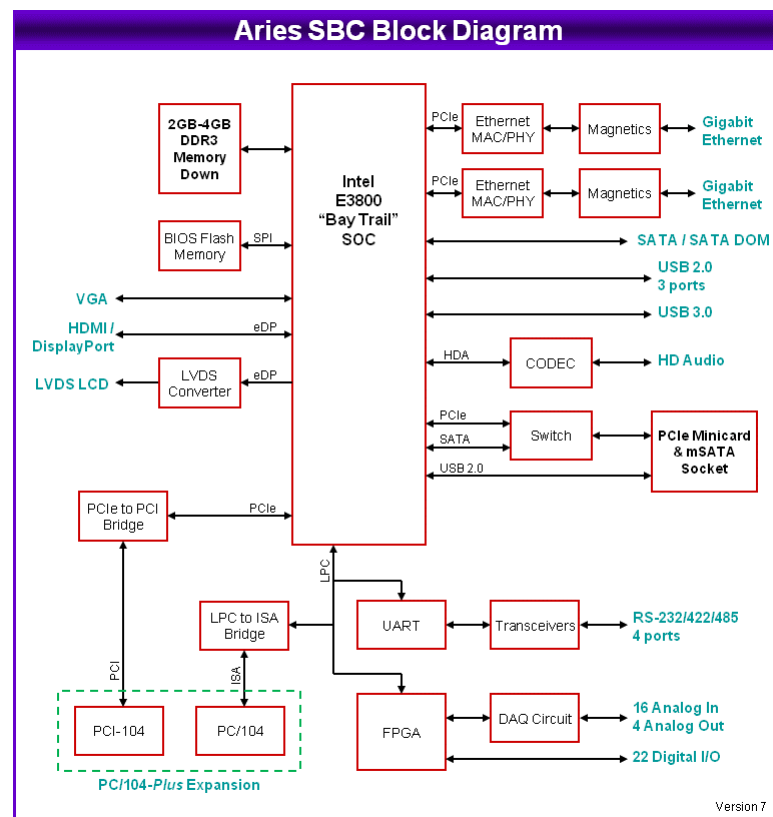 Aries SBC Block Diagram
2GB-4GB
DDR3
Memory
Down
Intel
E3800
“Bay Trail”
SOC
PCIe
Ethernet
MAC/PHY
Magnetics
Gigabit
Ethernet
PCIe
Ethernet
MAC/PHY
Magnetics
Gigabit
Ethernet
BIOS Flash
Memory
SPI
SATA / SATA DOM
USB 2.0
3 ports
VGA
USB 3.0
HDMI /
DisplayPort
eDP
HDA
CODEC
HD Audio
LVDS LCD
LVDS
Converter
eDP
PCIe
SATA
Switch
USB 2.0
PCIe Minicard
& mSATA
Socket
PCIe to PCI
Bridge
PCIe
LPC
LPC to ISA
Bridge
UART
Transceivers
RS-232/422/485
4 ports
PCI
ISA
PCI-104
PC/104
FPGA
DAQ Circuit
16 Analog In
4 Analog Out
22 Digital I/O
PC/104-Plus Expansion
Version 7